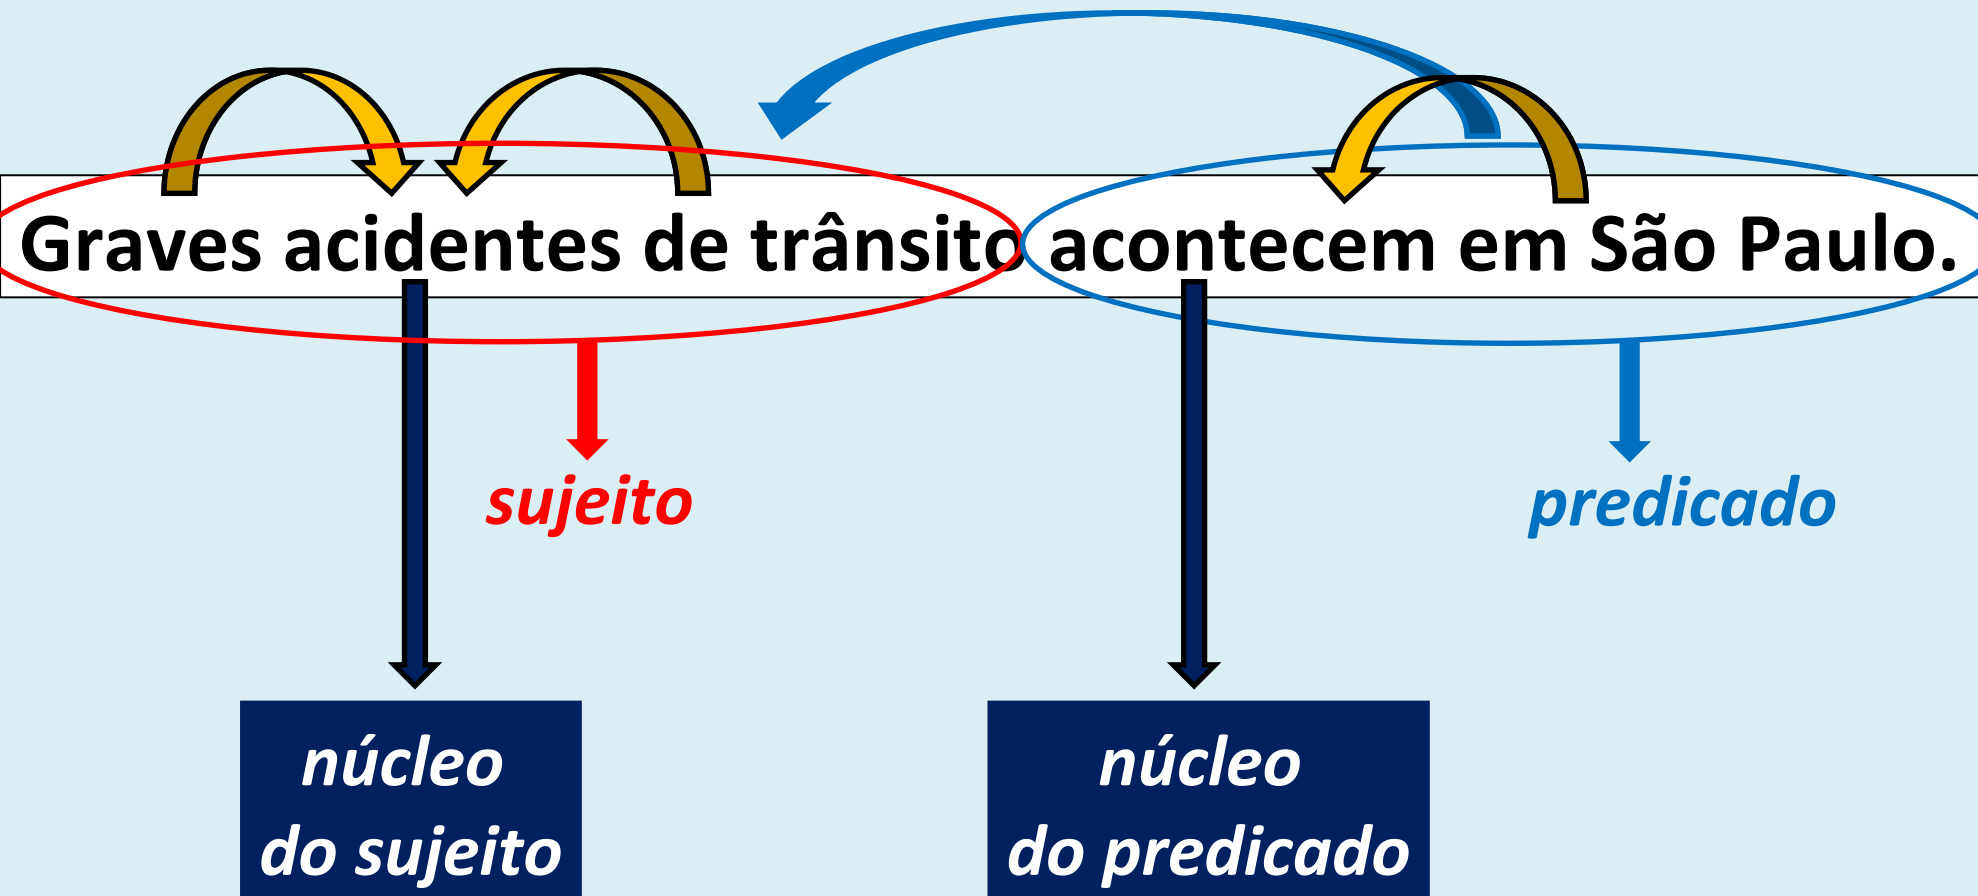 Graves acidentes de trânsito acontecem em São Paulo.
sujeito
predicado
núcleo
do sujeito
núcleo
do predicado